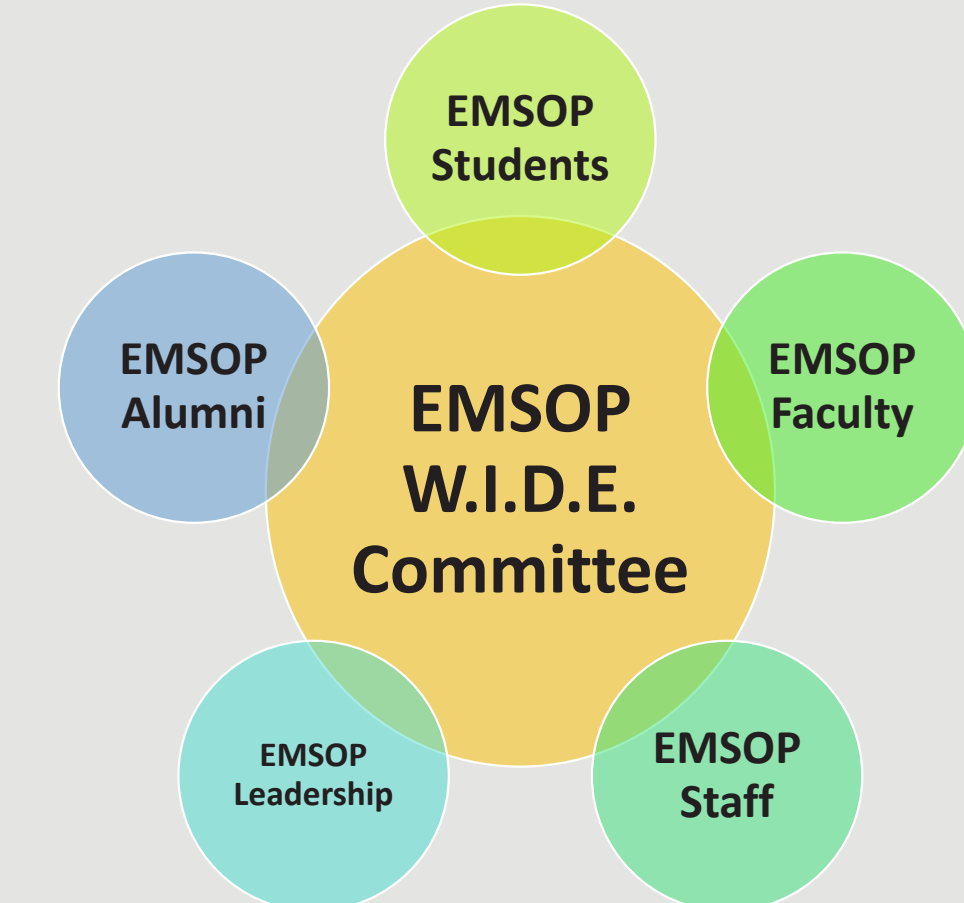 EMSOP
Students
EMSOP
Alumni
EMSOP
Faculty
EMSOP
W.I.D.E.
Committee
EMSOP
Leadership
EMSOP
Staff